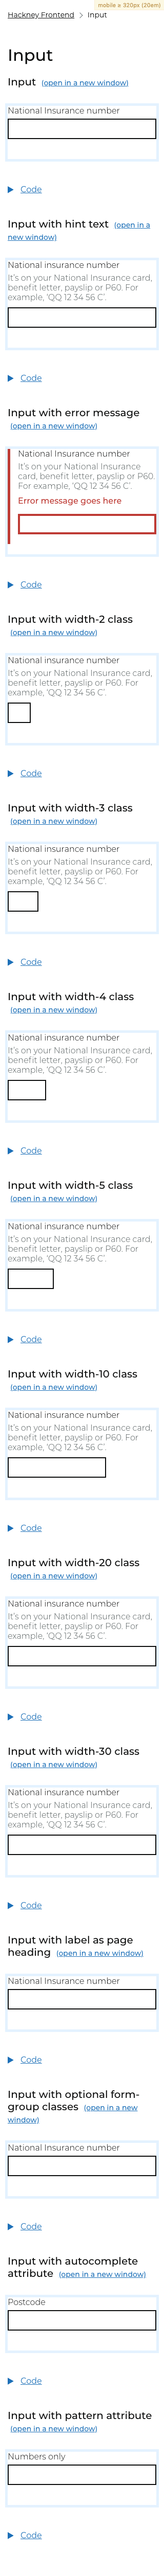 mobile ≥ 320px (20em)
Hackney Frontend > Input
Input
Input (open in a new window)
National Insurance number
Code
Input with hint text (open in a
new window)
National insurance number
It's on your National Insurance card,
benefit letter, payslip or P60. For
example, 'QQ 12 34 56 C'.
Code
Input with error message
(open in a new window)
National Insurance number
It's on your National Insurance
card, benefit letter, payslip or P60.
For example, 'QQ 12 34 56 C'.
Error message goes here
Code
Input with width-2 class
(open in a new window)
National insurance number
It's on your National Insurance card,
benefit letter, payslip or P60. For
example, 'QQ 12 34 56 C'.
Code
Input with width-3 class
(open in a new window)
National insurance number
It's on your National Insurance card,
benefit letter, payslip or P60. For
example, 'QQ 12 34 56 C'.
Code
Input with width-4 class
(open in a new window)
National insurance number
It's on your National Insurance card,
benefit letter, payslip or P60. For
example, 'QQ 12 34 56 C'.
Code
Input with width-5 class
(open in a new window)
National insurance number
It's on your National Insurance card,
benefit letter, payslip or P60. For
example, 'QQ 12 34 56 C'.
Code
Input with width-10 class
(open in a new window)
National insurance number
It's on your National Insurance card,
benefit letter, payslip or P60. For
example, 'QQ 12 34 56 C'.
Code
Input with width-20 class
(open in a new window)
National insurance number
It's on your National Insurance card,
benefit letter, payslip or P60. For
example, 'QQ 12 34 56 C'.
Code
Input with width-30 class
(open in a new window)
National insurance number
It's on your National Insurance card,
benefit letter, payslip or P60. For
example, 'QQ 12 34 56 C'.
Code
Input with label as page
heading (open in a new window)
National Insurance number
Code
Input with optional form-
group classes (open in a new
window)
National Insurance number
Code
Input with autocomplete
attribute (open in a new window)
Postcode
Code
Input with pattern attribute
(open in a new window)
Numbers only
Code